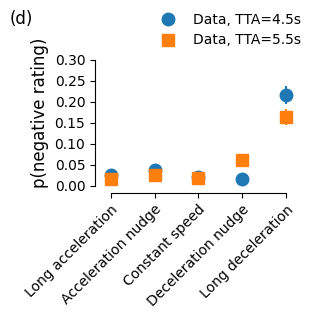 (d)
Data, TTA=4.5s
Data, TTA=5.5s
p(negative rating)
0.30
0.25
0.20
0.15
0.10
0.05
0.00
Long acceleration
Acceleration nudge
Constant speed
Deceleration nudge
Long deceleration